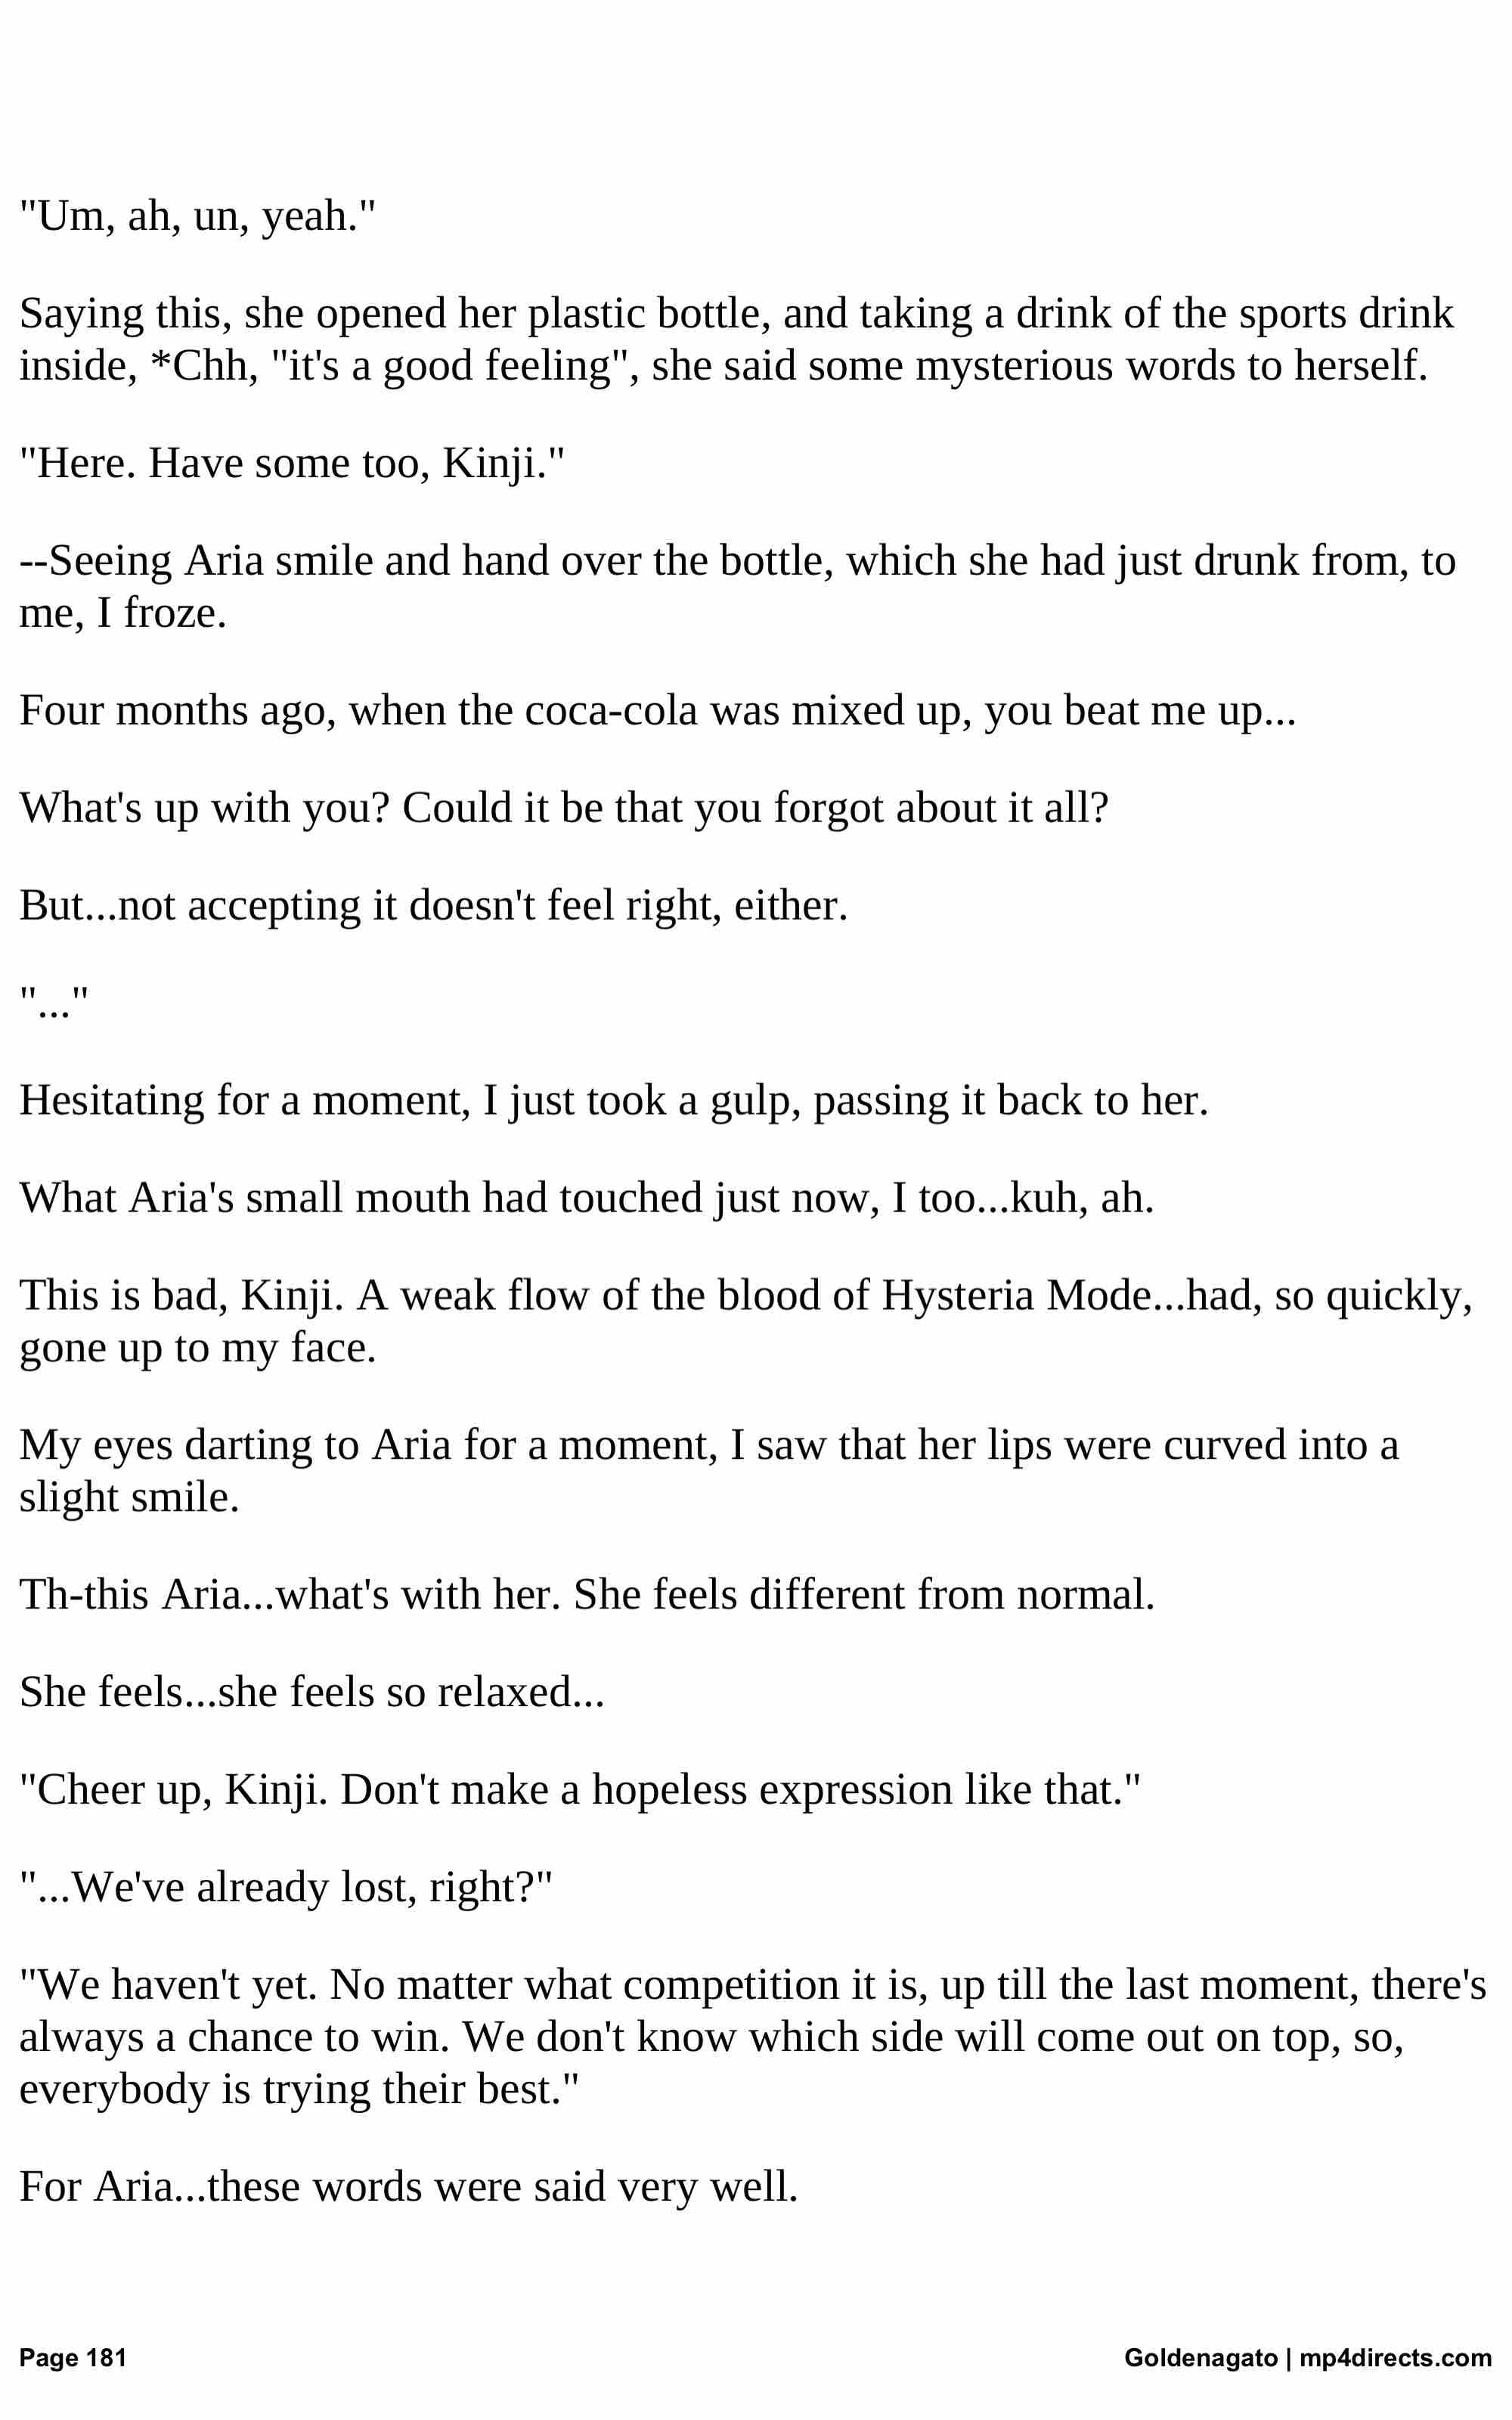 "Um, ah, un, yeah."
Saying this, she opened her plastic bottle, and taking a drink of the sports drink
inside, *Chh, "it's a good feeling", she said some mysterious words to herself.
"Here. Have some too, Kinji."
--Seeing Aria smile and hand over the bottle, which she had just drunk from, to
me, I froze.
Four months ago, when the coca-cola was mixed up, you beat me up...
What's up with you? Could it be that you forgot about it all?
But...not accepting it doesn't feel right, either.
"..."
Hesitating for a moment, I just took a gulp, passing it back to her.
What Aria's small mouth had touched just now, I too...kuh, ah.
This is bad, Kinji. A weak flow of the blood of Hysteria Mode...had, so quickly,
gone up to my face.
My eyes darting to Aria for a moment, I saw that her lips were curved into a
slight smile.
Th-this Aria...what's with her. She feels different from normal.
She feels...she feels so relaxed...
"Cheer up, Kinji. Don't make a hopeless expression like that."
"...We've already lost, right?"
"We haven't yet. No matter what competition it is, up till the last moment, there's
always a chance to win. We don't know which side will come out on top, so,
everybody is trying their best."
For Aria...these words were said very well.
Page 181
Goldenagato | mp4directs.com